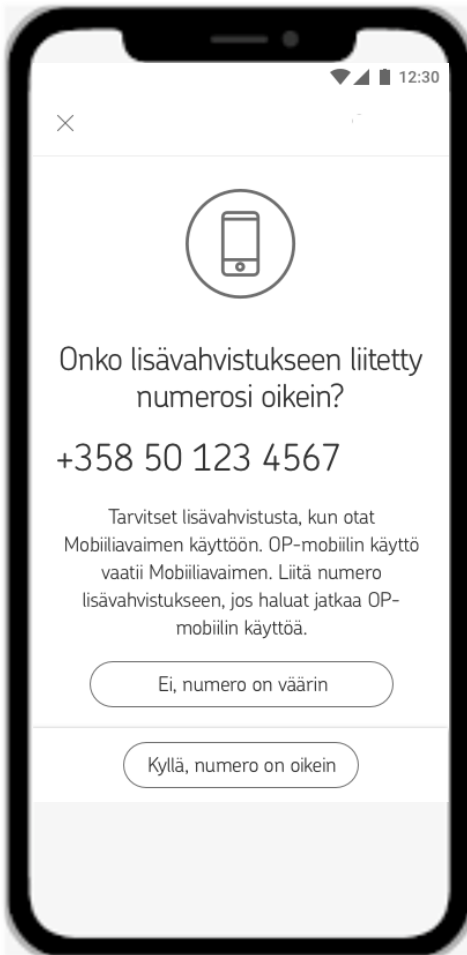 12:30
Onko lisävahvistukseen liitetty
numerosi oikein?
+358 50 123 4567
Tarvitset lisävahvistusta, kun otat
Mobiiliavaimen käyttöön. OP-mobiilin käyttö
vaatii Mobiiliavaimen. Liitä numero
lisävahvistukseen, jos haluat jatkaa OP-
mobiilin käyttöä.
Ei, numero on väärin
Kyllä, numero on oikein